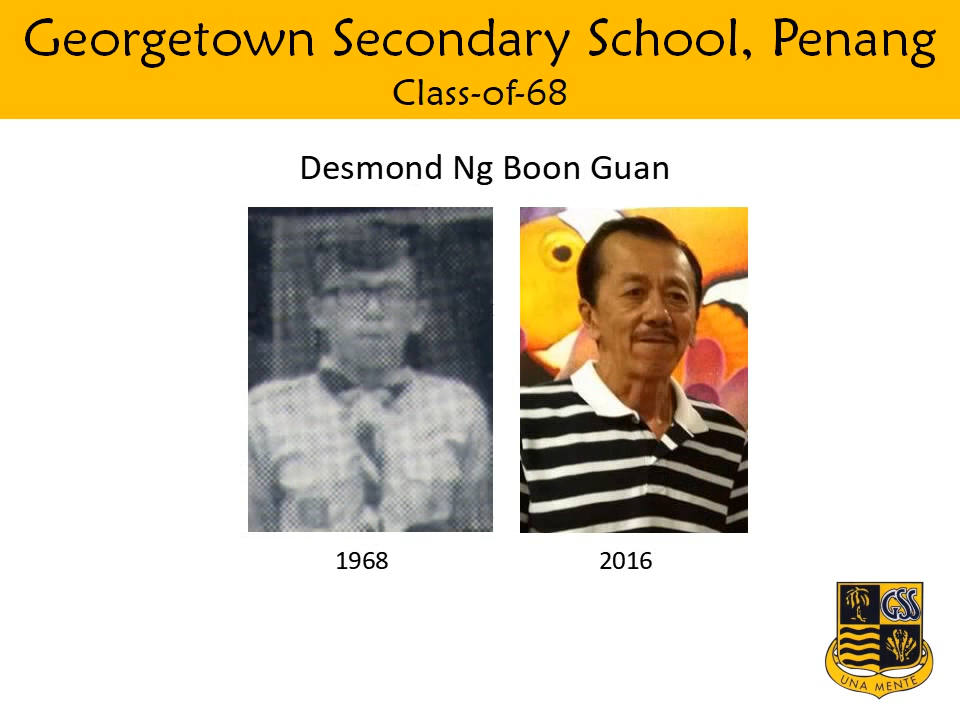 Georgetown Secondary School, Penang
Class-of-68
Desmond Ng Boon Guan
1968
2016
GSS
UNA MENTE